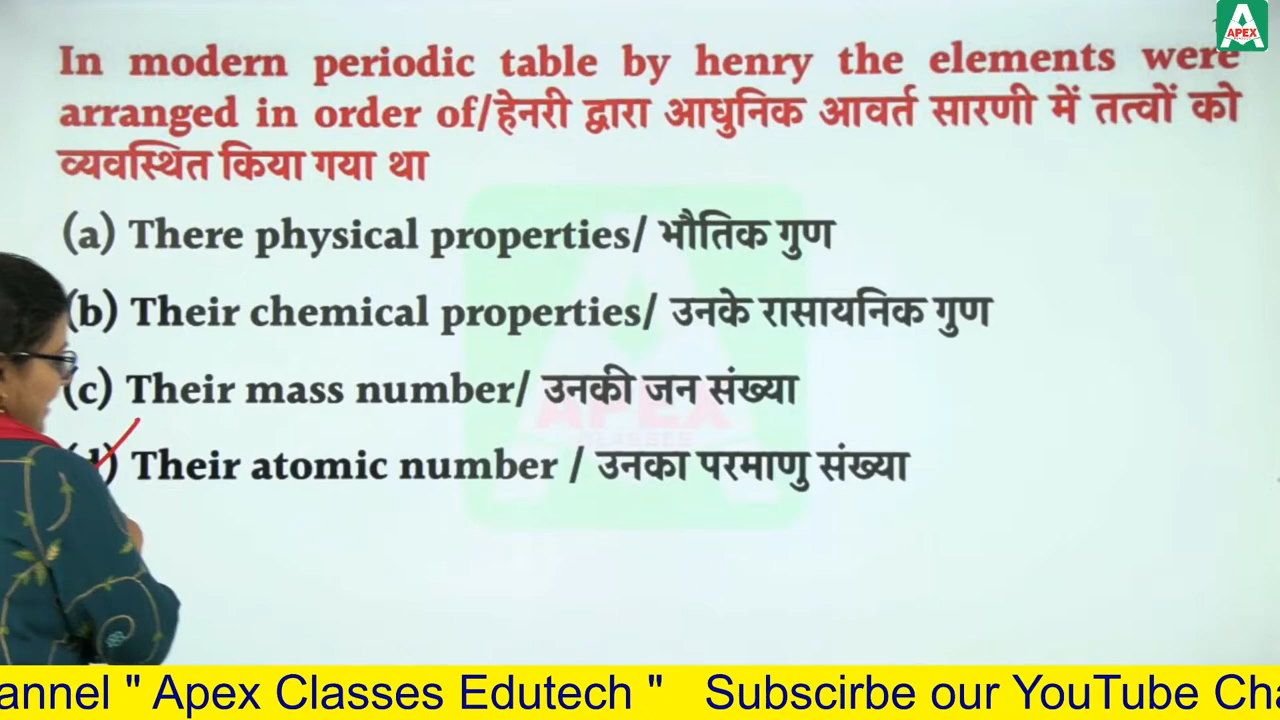 APEX
In modern periodic table by henry the elements were
arranged in order of/हेनरी द्वारा आधुनिक आवर्त सारणी में तत्वों को
व्यवस्थित किया गया था
(a) There physical properties/ भौतिक गुण
(b) Their chemical properties/ उनके रासायनिक गुण
(c) Their mass number/ उनकी जन संख्या
(d) Their atomic number / उनका परमाणु संख्या
APEX
CLASSES
annel " Apex Classes Edutech " Subscirbe our YouTube Cha